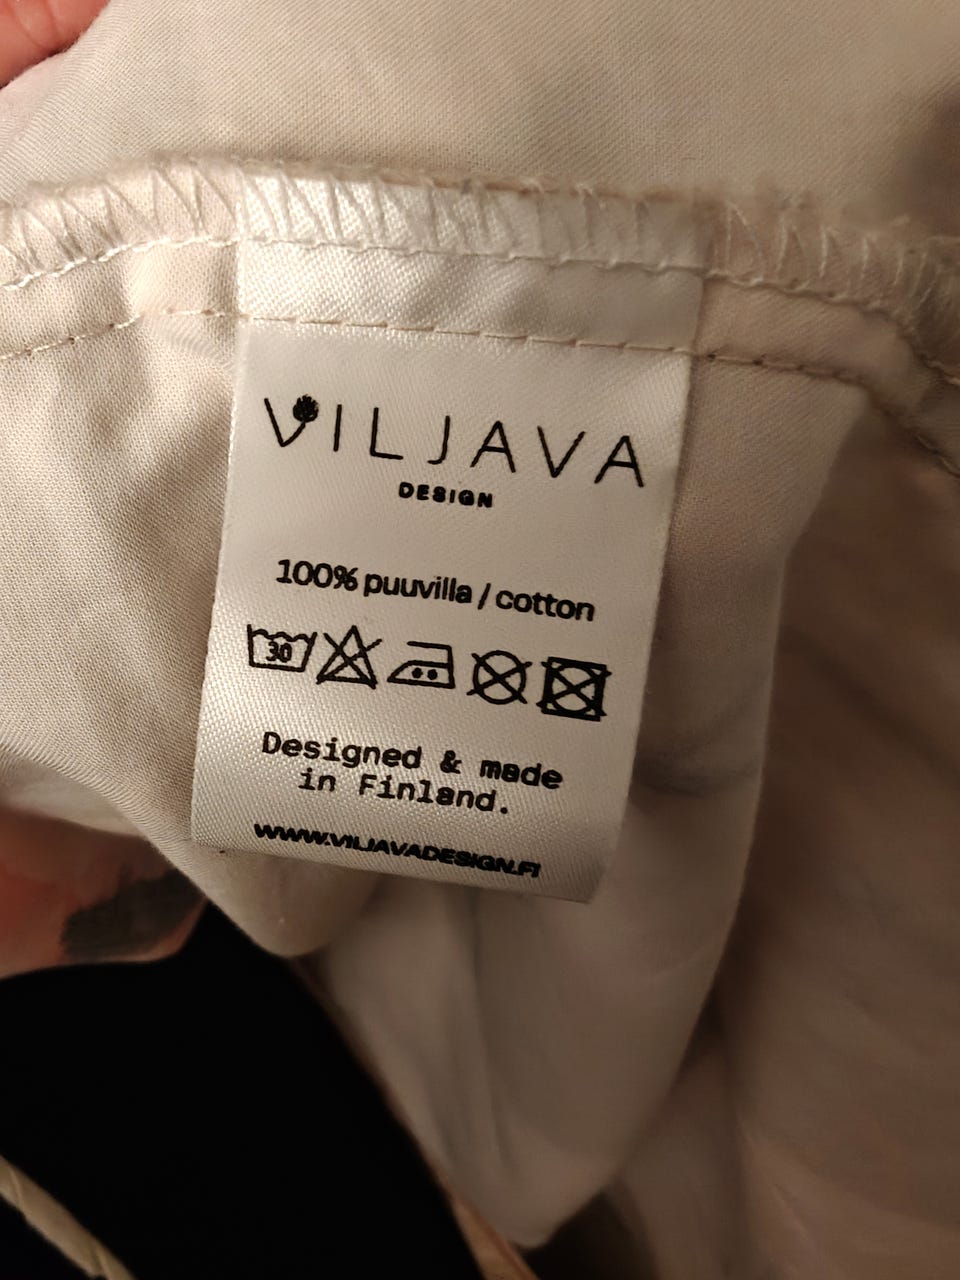 VILJAVA
DESIGN
100% puuvilla / cotton
30
Designed & made
in Finland.
WWW.VILJAVADESIGN.FI